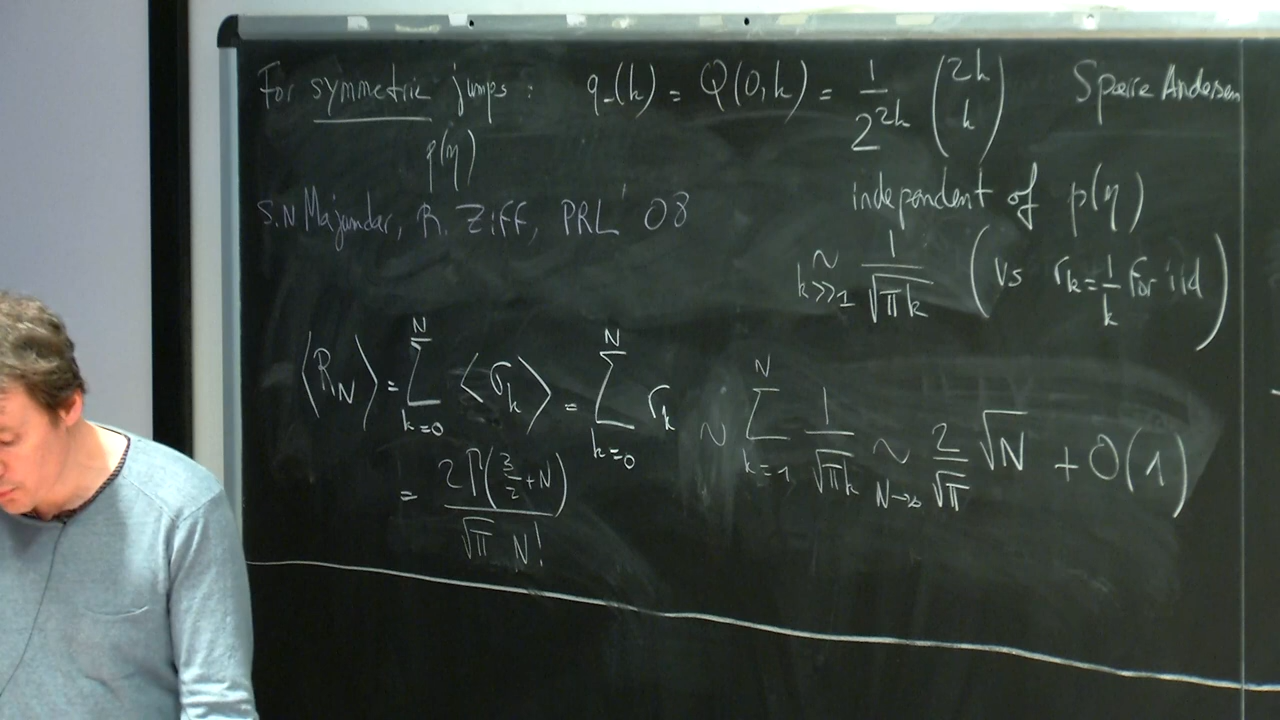 For symmetric jumps : q_(k) = Q(0,k) = 1/2^{2k} (2k k) Sparre Andersen
p(η)
independent of p(η)
S.N Majumdar, R. Ziff, PRL' 08
~ k>>1 1/√πk (vs r_k = 1/k for iid)
⟨R_N⟩ = Σ_{k=0}^{N} ⟨σ_k⟩ = Σ_{k=0}^{N} r_k ~ Σ_{k=1}^{N} 1/√πk ~ N→∞ 2/√π √N + O(1)
= 2Γ(3/2+N) / √π N!